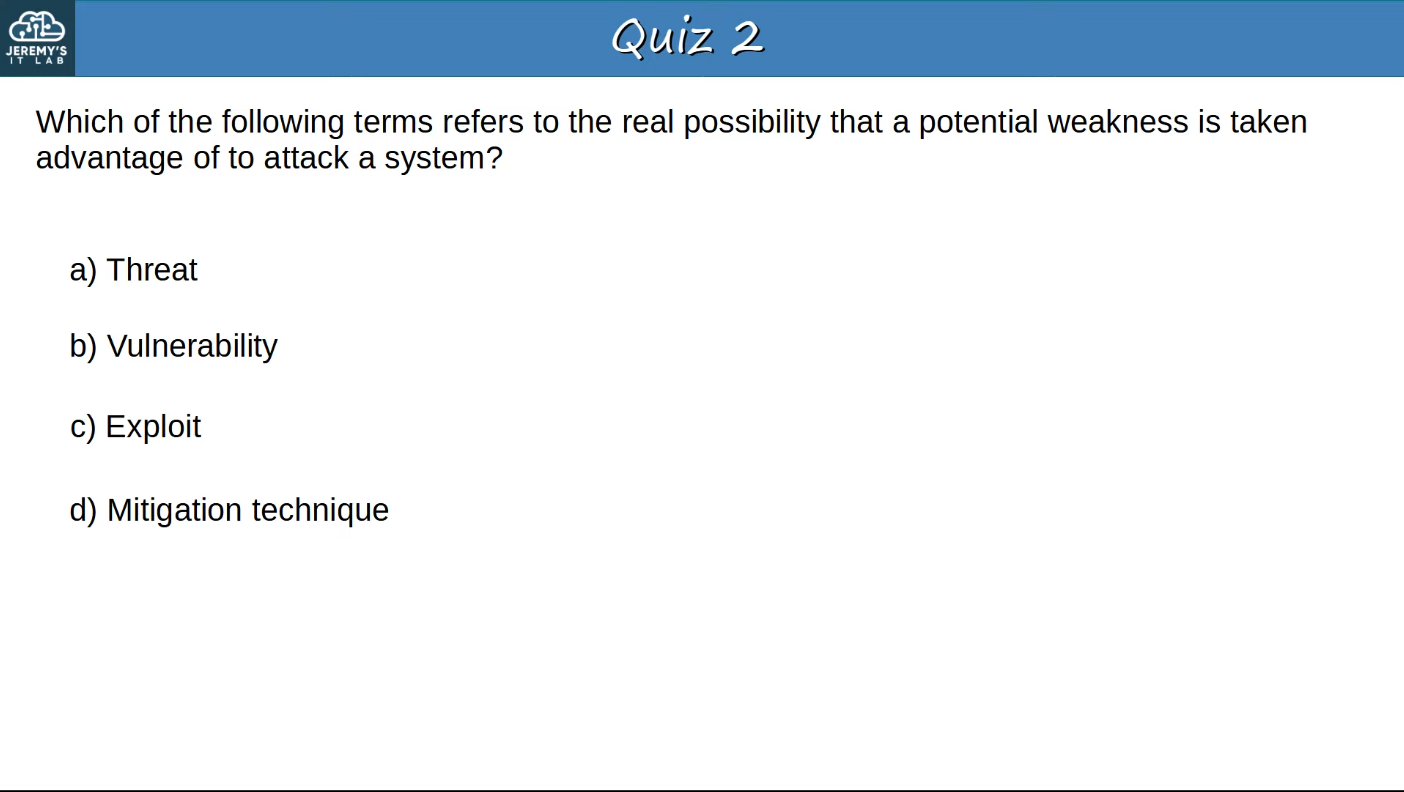 JEREMY'S
IT LAB
Quiz 2
Which of the following terms refers to the real possibility that a potential weakness is taken
advantage of to attack a system?
a) Threat
b) Vulnerability
c) Exploit
d) Mitigation technique